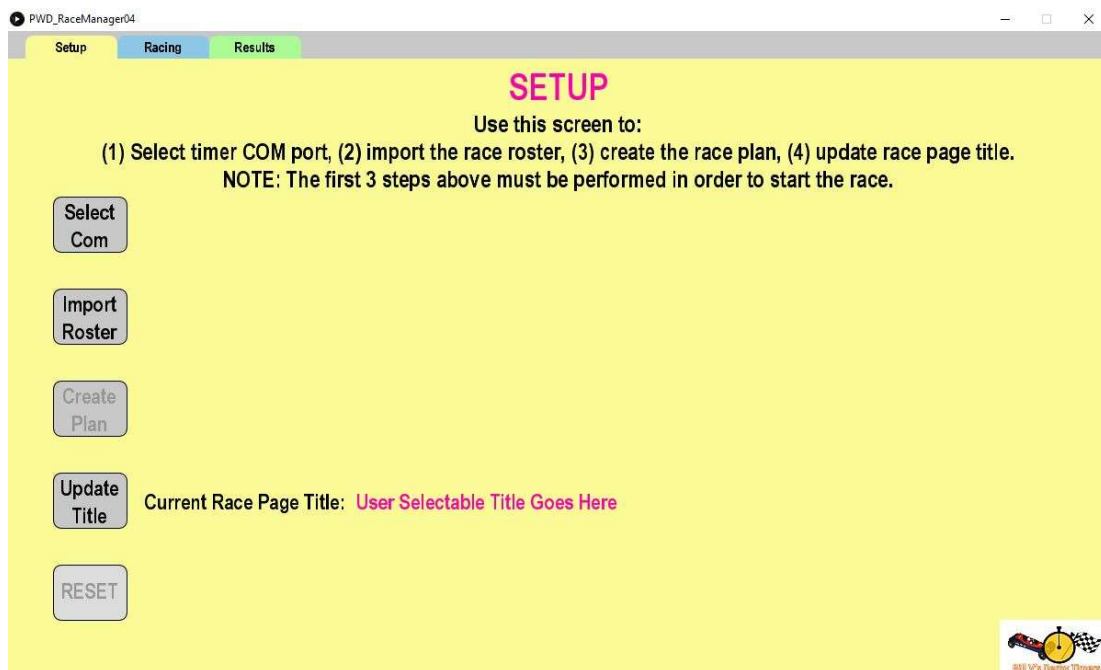 PWD_RaceManager04
Setup
Racing
Results
SETUP
Use this screen to:
(1) Select timer COM port, (2) import the race roster, (3) create the race plan, (4) update race page title.
NOTE: The first 3 steps above must be performed in order to start the race.
Select
Com
Import
Roster
Create
Plan
Update
Title
Current Race Page Title: User Selectable Title Goes Here
RESET